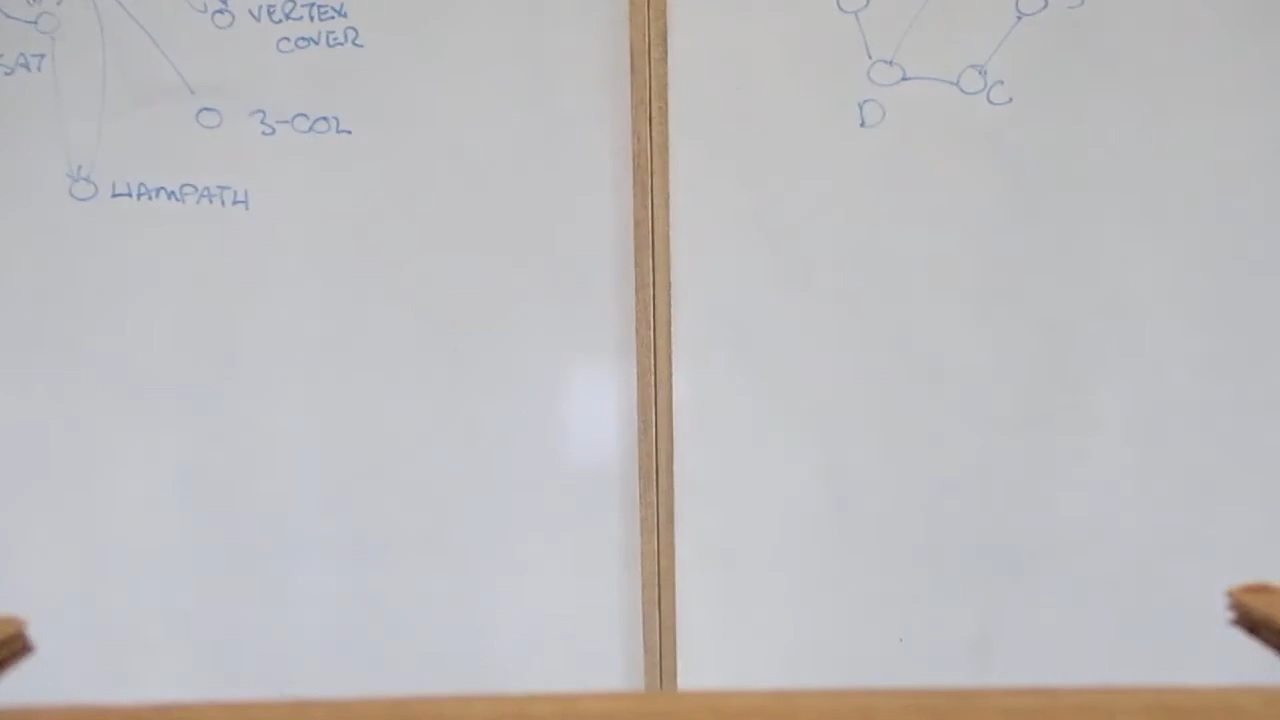 VERTEX
COVER
SAT
3-COL
HAMPATH
C
D